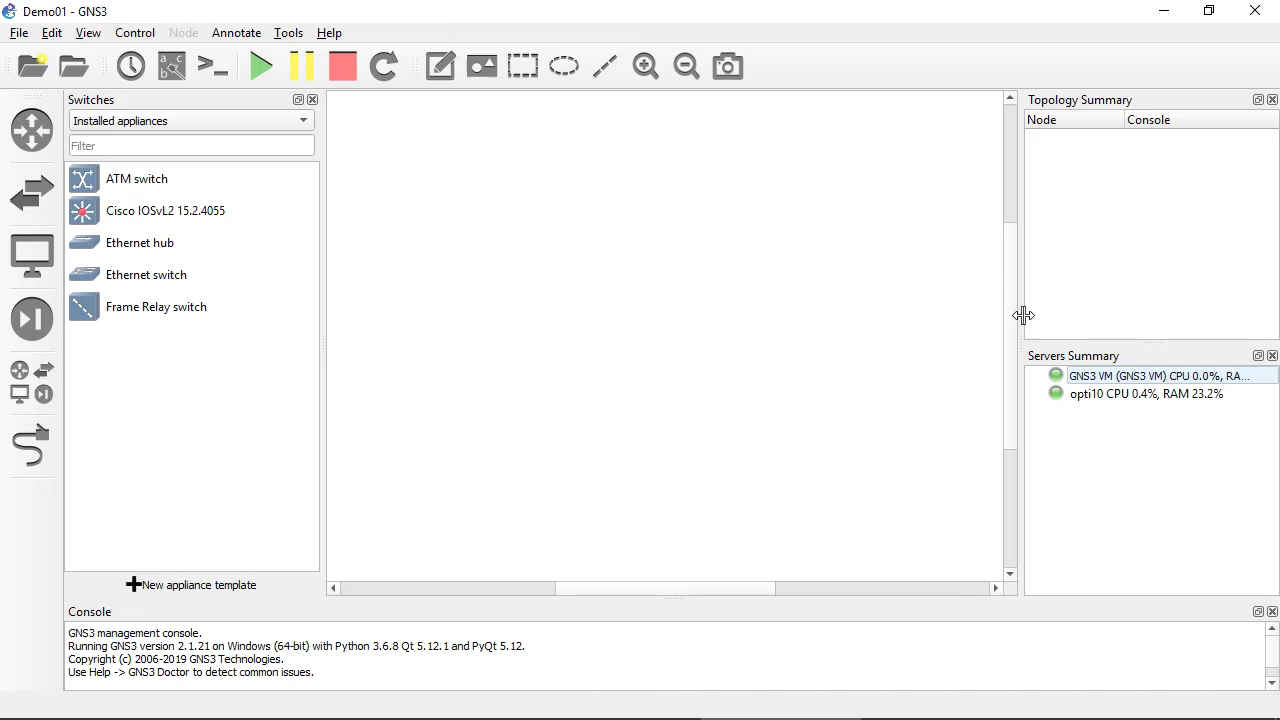 Demo01 - GNS3
File Edit View Control Node Annotate Tools Help
Switches
Installed appliances
Filter
ATM switch
Cisco IOSvL2 15.2.4055
Ethernet hub
Ethernet switch
Frame Relay switch
New appliance template
Topology Summary
Node Console
Servers Summary
GNS3 VM (GNS3 VM) CPU 0.0%, RA...
opti10 CPU 0.4%, RAM 23.2%
Console
GNS3 management console.
Running GNS3 version 2.1.21 on Windows (64-bit) with Python 3.6.8 Qt 5.12.1 and PyQt 5.12.
Copyright (c) 2006-2019 GNS3 Technologies.
Use Help -> GNS3 Doctor to detect common issues.